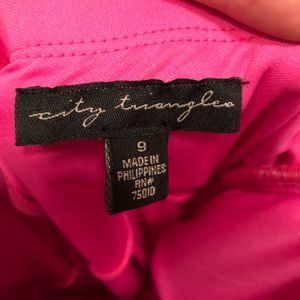 city triangles
9
MADE IN
PHILIPPINES
RN#
75010